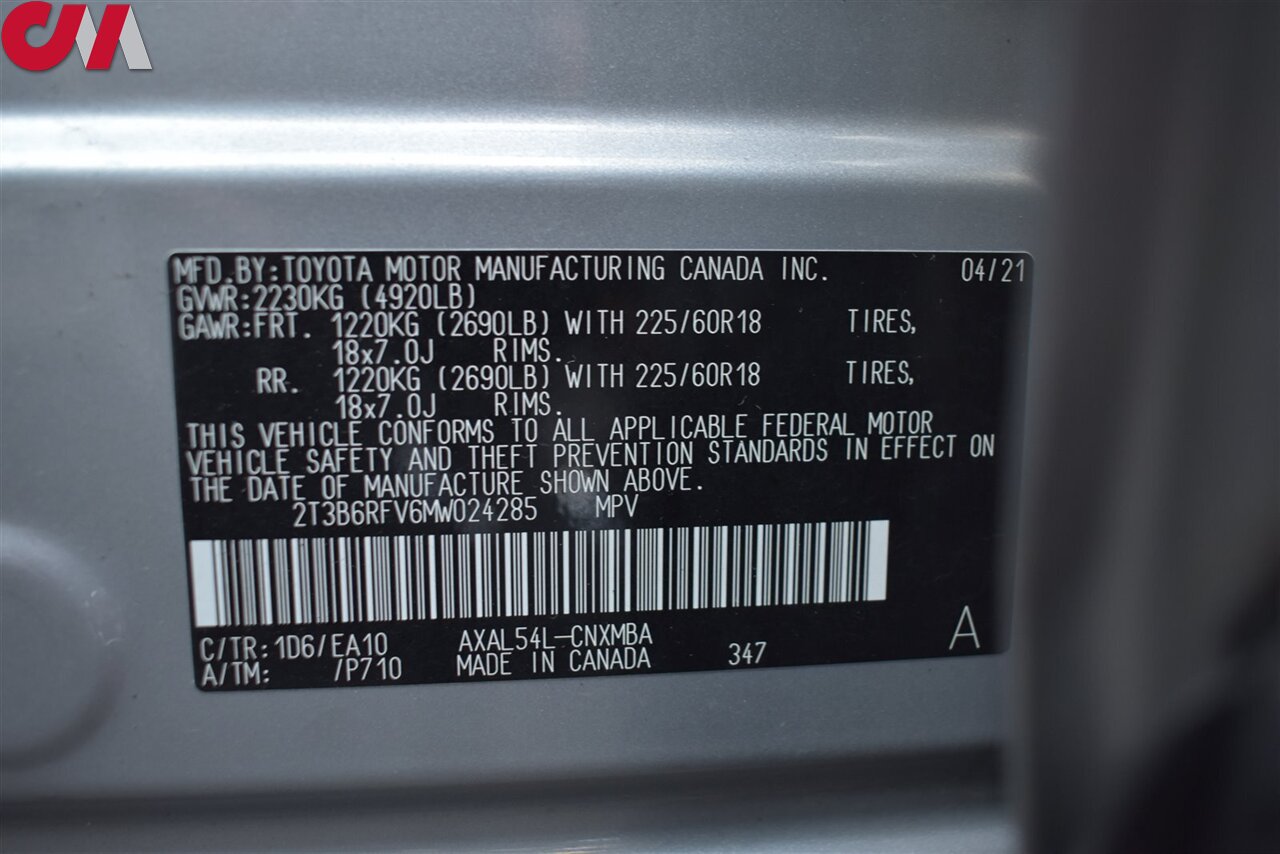 CMA
MFD.BY:TOYOTA MOTOR MANUFACTURING CANADA INC. 04/21
GVWR:2230KG (4920LB)
GAWR:FRT. 1220KG (2690LB) WITH 225/60R18 TIRES,
18x7.0J RIMS.
RR. 1220KG (2690LB) WITH 225/60R18 TIRES,
18x7.0J RIMS.
THIS VEHICLE CONFORMS TO ALL APPLICABLE FEDERAL MOTOR
VEHICLE SAFETY AND THEFT PREVENTION STANDARDS IN EFFECT ON
THE DATE OF MANUFACTURE SHOWN ABOVE.
2T3B6RFV6MW024285 MPV
C/TR: 1D6/EA10 AXAL54L-CNXMBA
A/TM: /P710 MADE IN CANADA 347 A